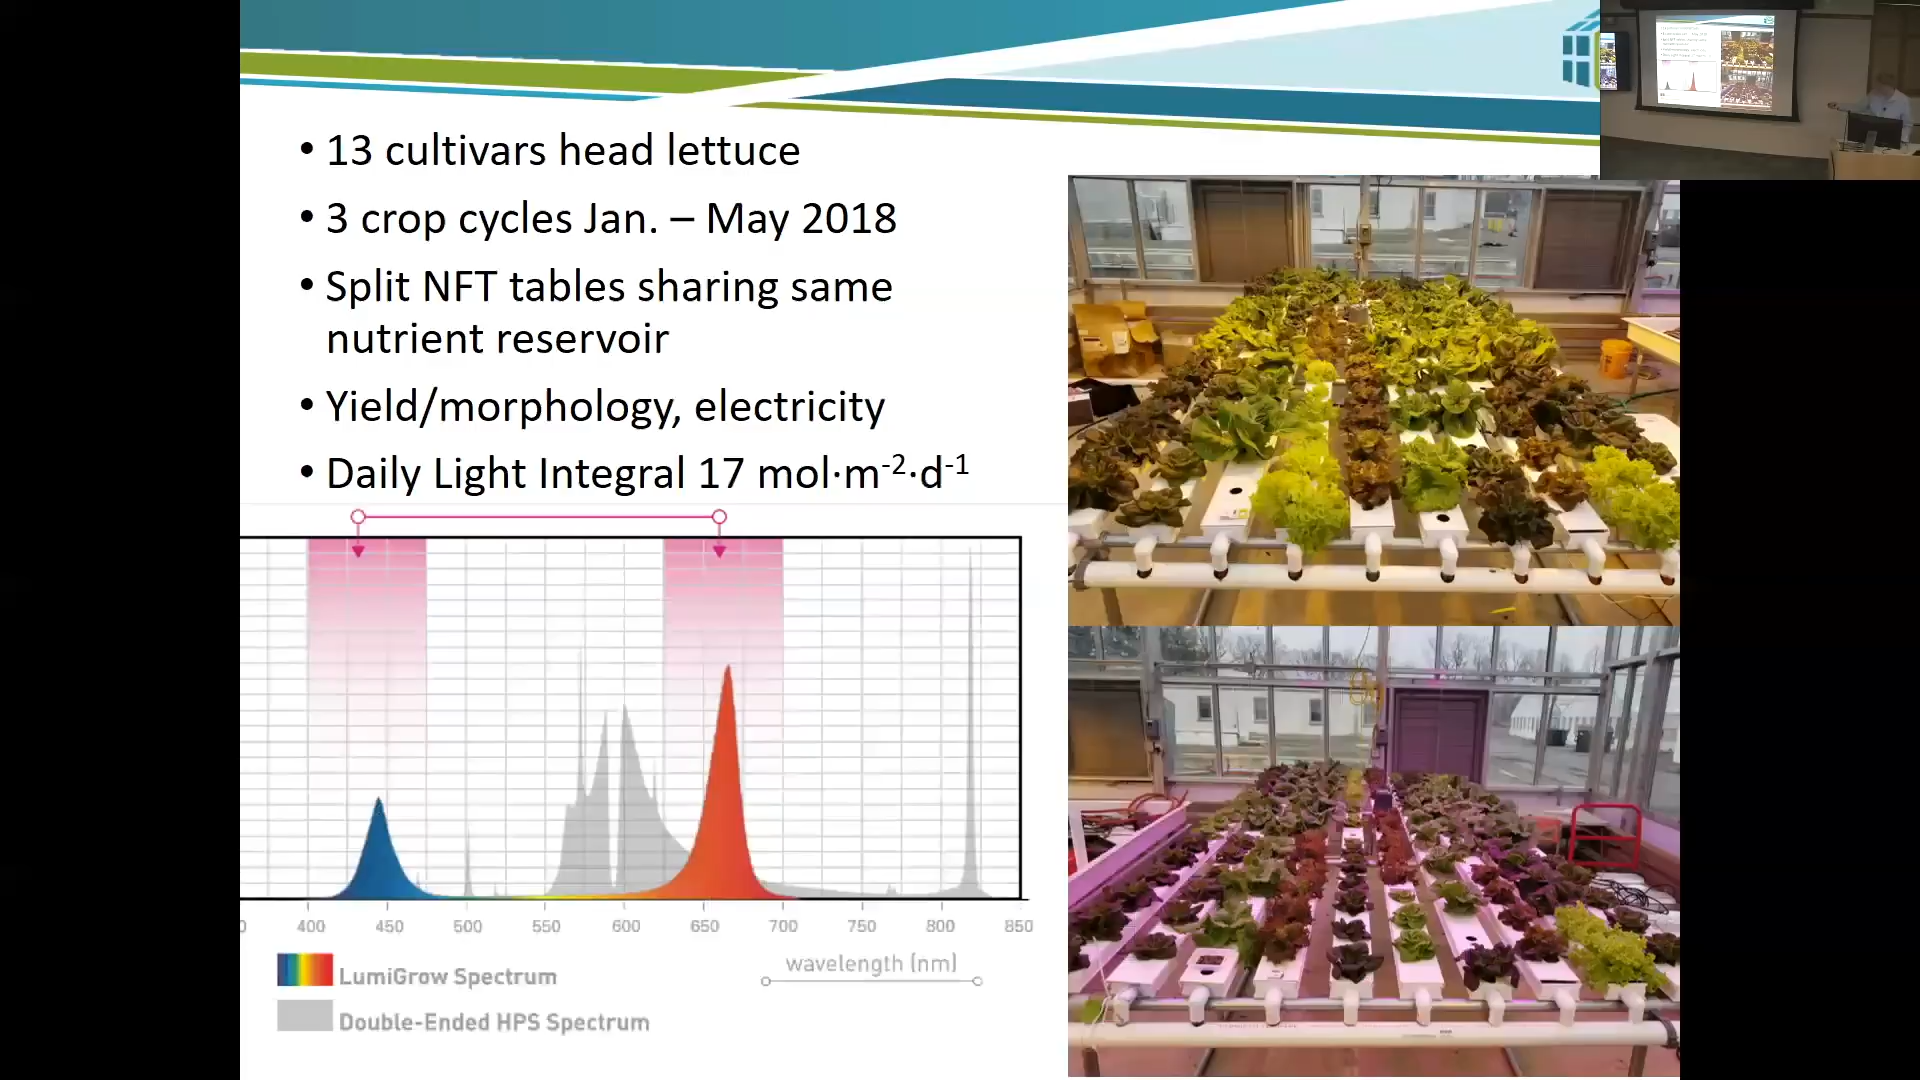 • 13 cultivars head lettuce
• 3 crop cycles Jan. – May 2018
• Split NFT tables sharing same
nutrient reservoir
• Yield/morphology, electricity
• Daily Light Integral 17 mol·m⁻²·d⁻¹
0 400 450 500 550 600 650 700 750 800 850
wavelength (nm)
LumiGrow Spectrum
Double-Ended HPS Spectrum